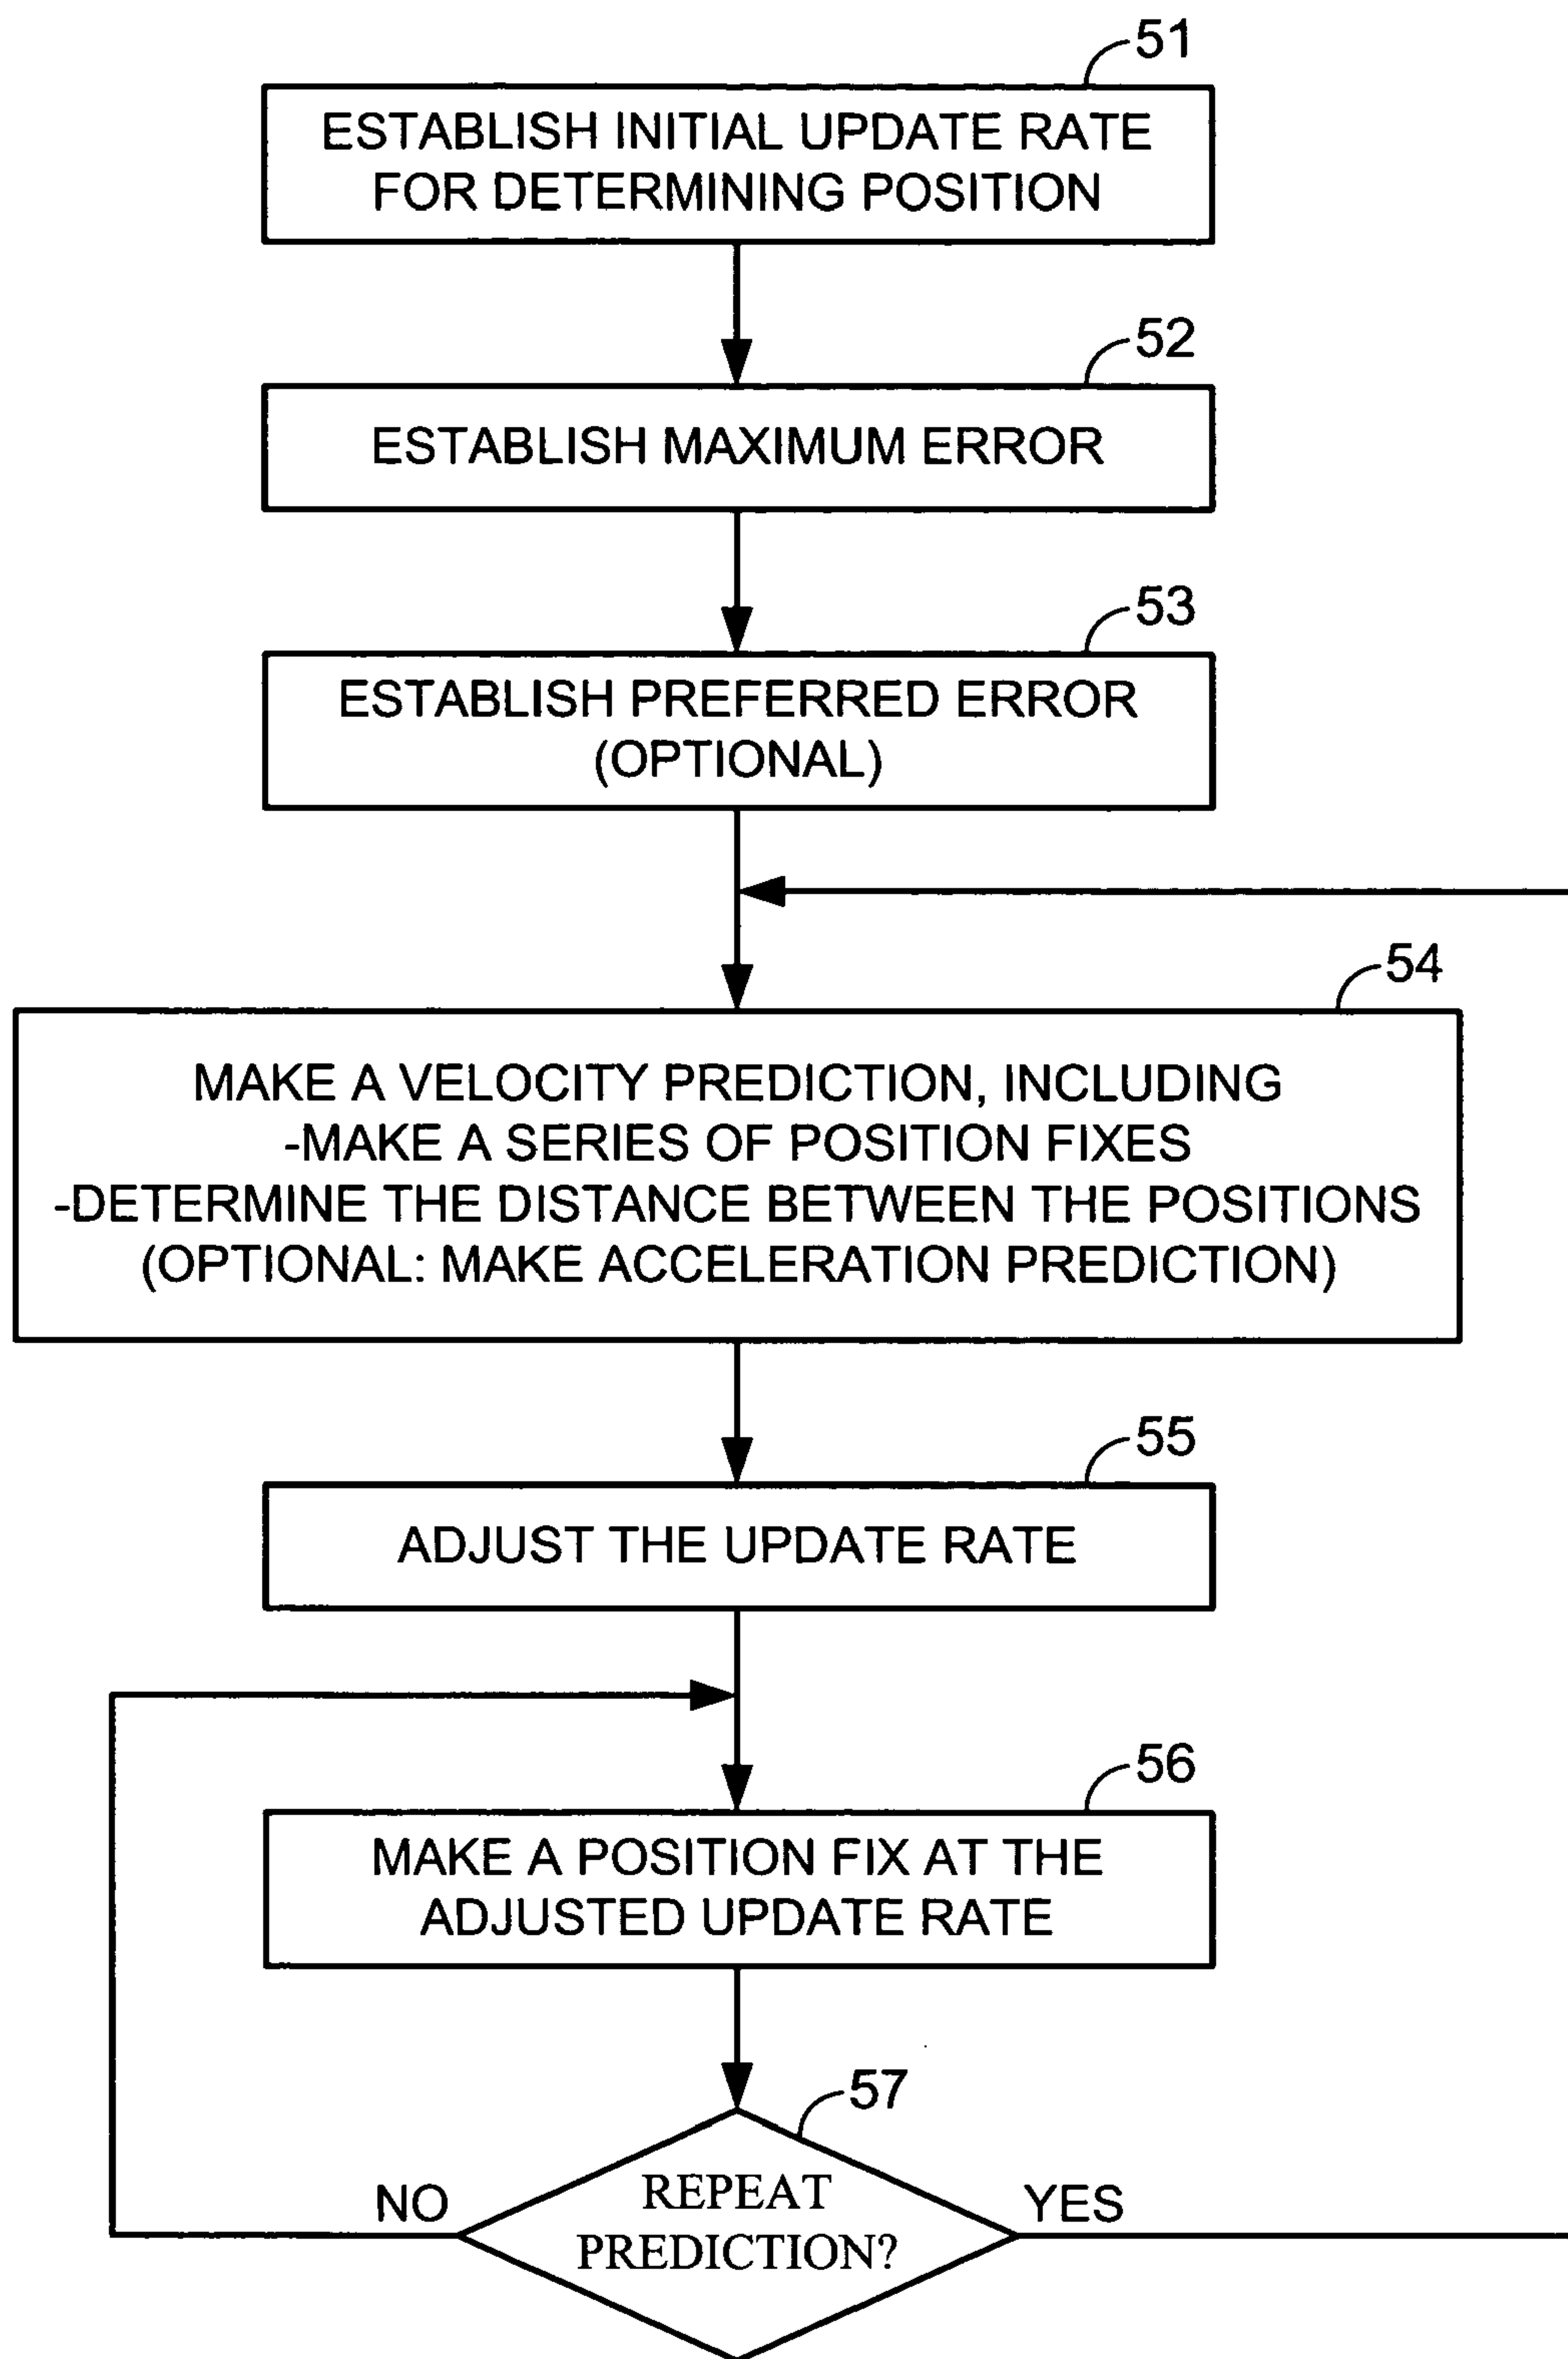 51
ESTABLISH INITIAL UPDATE RATE
FOR DETERMINING POSITION
52
ESTABLISH MAXIMUM ERROR
53
ESTABLISH PREFERRED ERROR
(OPTIONAL)
54
MAKE A VELOCITY PREDICTION, INCLUDING
-MAKE A SERIES OF POSITION FIXES
-DETERMINE THE DISTANCE BETWEEN THE POSITIONS
(OPTIONAL: MAKE ACCELERATION PREDICTION)
55
ADJUST THE UPDATE RATE
56
MAKE A POSITION FIX AT THE
ADJUSTED UPDATE RATE
57
NO
REPEAT
PREDICTION?
YES